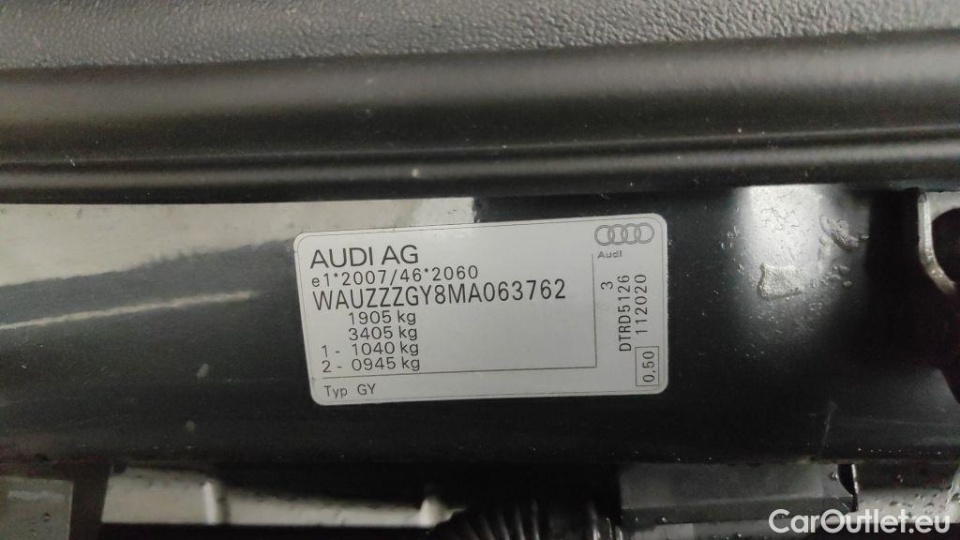 AUDI AG
e1*2007/46*2060
WAUZZZGY8MA063762
1905 kg
3405 kg
1 - 1040 kg
2 - 0945 kg
Typ GY
Audi
3
DTRD5126
112020
0,50
CarOutlet.eu